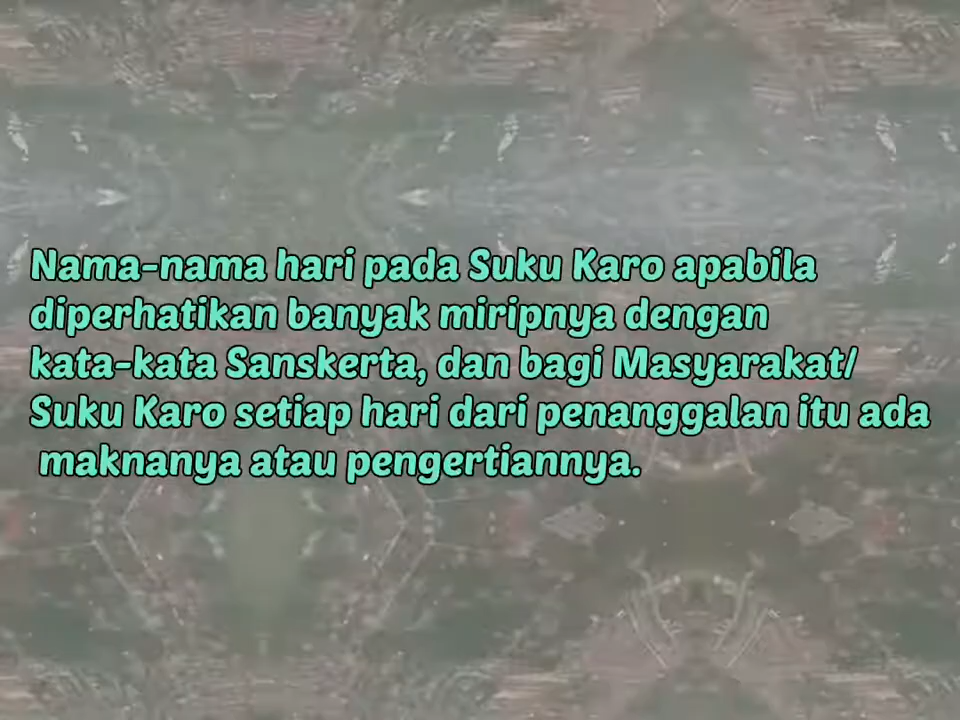 Nama-nama hari pada Suku Karo apabila
diperhatikan banyak miripnya dengan
kata-kata Sanskerta, dan bagi Masyarakat/
Suku Karo setiap hari dari penanggalan itu ada
maknanya atau pengertiannya.